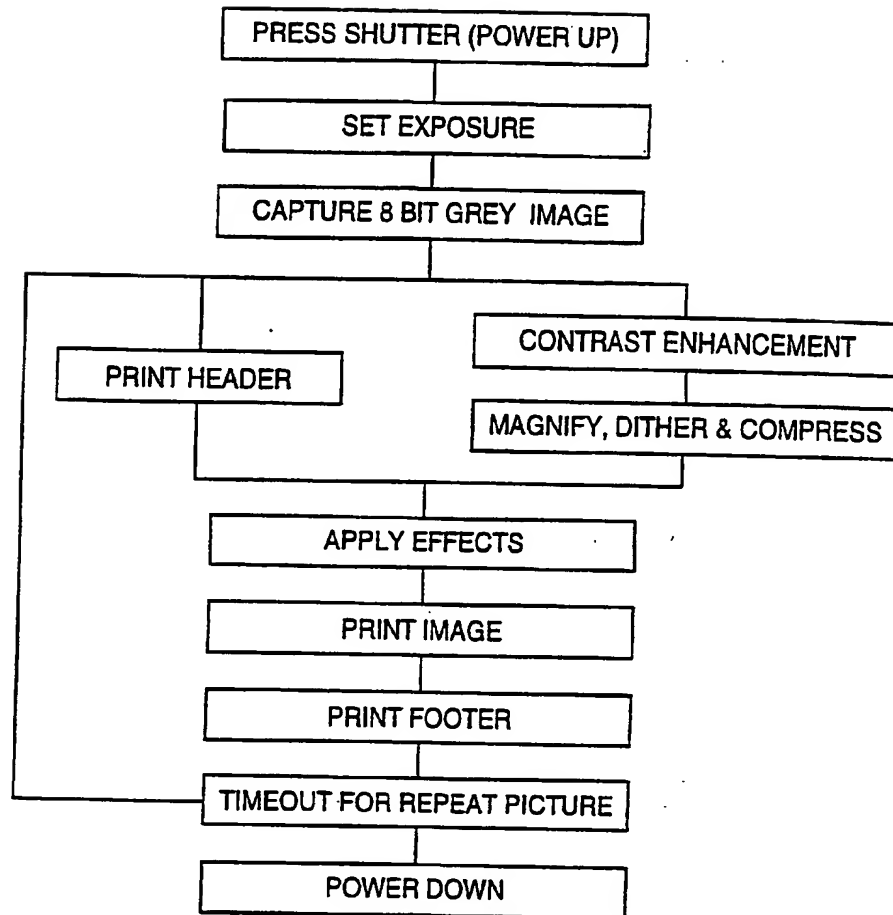 PRESS SHUTTER (POWER UP)
SET EXPOSURE
CAPTURE 8 BIT GREY IMAGE
PRINT HEADER
CONTRAST ENHANCEMENT
MAGNIFY, DITHER & COMPRESS
APPLY EFFECTS
PRINT IMAGE
PRINT FOOTER
TIMEOUT FOR REPEAT PICTURE
POWER DOWN